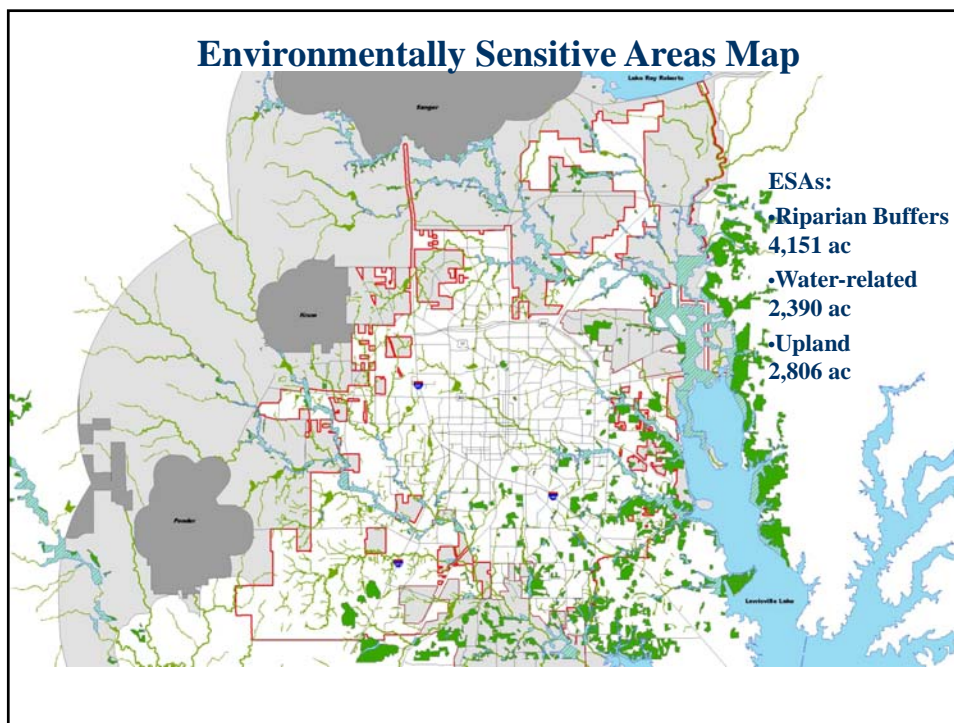 Environmentally Sensitive Areas Map
Lake Ray Roberts
Sanger
ESAs:
•Riparian Buffers
4,151 ac
•Water-related
2,390 ac
•Upland
2,806 ac
Krum
Ponder
Lewisville Lake